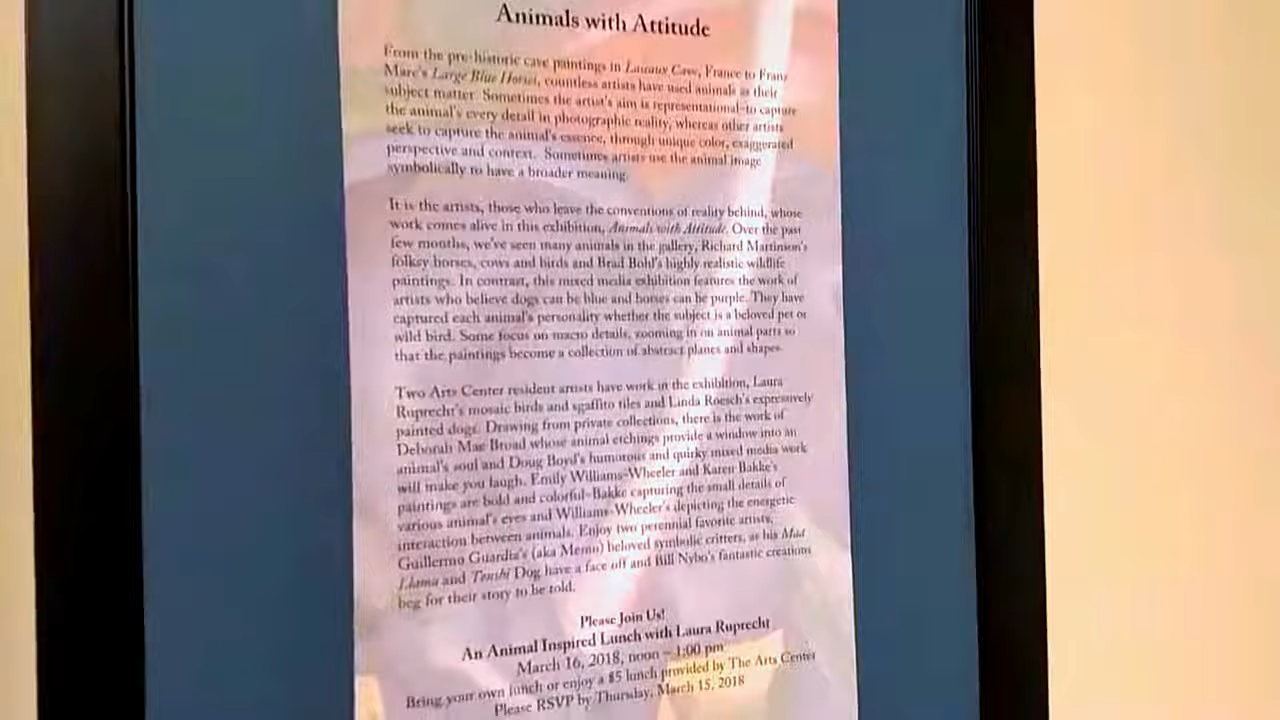 Animals with Attitude
From the pre-historic cave paintings in Lascaux Cave, France to Franz
Marc's Large Blue Horses, countless artists have used animals as their
subject matter. Sometimes the artist's aim is representational-to capture
the animal's every detail in photographic reality, whereas other artists
seek to capture the animal's essence, through unique color, exaggerated
perspective and context. Sometimes artists use the animal image
symbolically to have a broader meaning.
It is the artists, those who leave the conventions of reality behind, whose
work comes alive in this exhibition, Animals with Attitude. Over the past
few months, we've seen many animals in the gallery, Richard Martinson's
folksy horses, cows and birds and Brad Bohl's highly realistic wildlife
paintings. In contrast, this mixed media exhibition features the work of
artists who believe dogs can be blue and horses can be purple. They have
captured each animal's personality whether the subject is a beloved pet or
wild bird. Some focus on macro details, zooming in on animal parts so
that the paintings become a collection of abstract planes and shapes.
Two Arts Center resident artists have work in the exhibition, Laura
Ruprecht's mosaic birds and sgaffito tiles and Linda Roesch's expressively
painted dogs. Drawing from private collections, there is the work of
Deborah Mae Broad whose animal etchings provide a window into an
animal's soul and Doug Boyd's humorous and quirky mixed media work
will make you laugh. Emily Williams-Wheeler and Karen Bakke's
paintings are bold and colorful-Bakke capturing the small details of
various animal's eyes and Williams-Wheeler's depicting the energetic
interaction between animals. Enjoy two perennial favorite artists,
Guillermo Guardia's (aka Memo) beloved symbolic critters, as his Mad
Llama and Tenshi Dog have a face off and Bill Nybo's fantastic creations
beg for their story to be told.
Please Join Us!
An Animal Inspired Lunch with Laura Ruprecht
March 16, 2018, noon – 1:00 pm
Bring your own lunch or enjoy a $5 lunch provided by The Arts Center
Please RSVP by Thursday, March 15, 2018